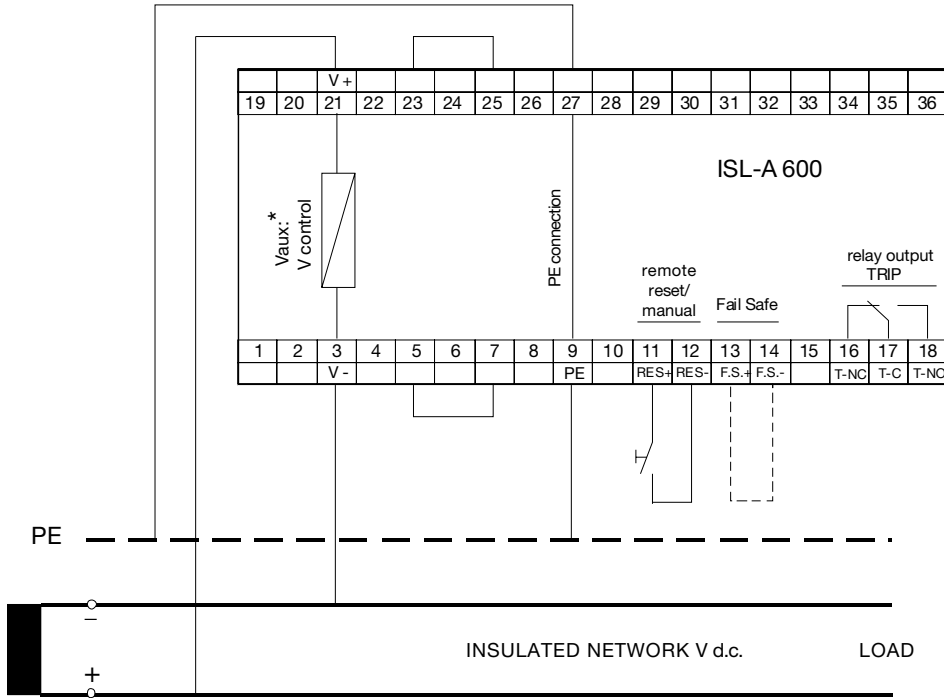 V +
19 20 21 22 23 24 25 26 27 28 29 30 31 32 33 34 35 36
ISL-A 600
Vaux:*
V control
PE connection
remote
reset/
manual
Fail Safe
relay output
TRIP
1 2 3 4 5 6 7 8 9 10 11 12 13 14 15 16 17 18
V - PE RES+ RES- F.S.+ F.S.- T-NC T-C T-NO
PE
–
INSULATED NETWORK V d.c. LOAD
+